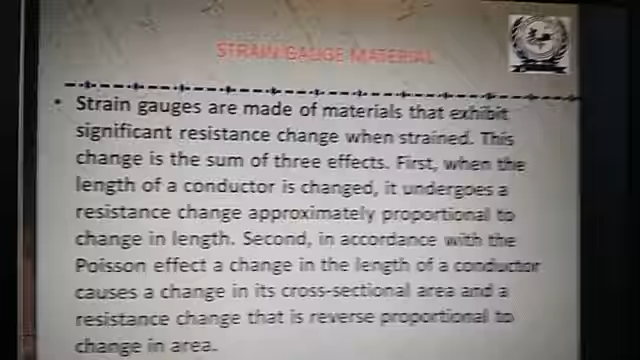 STRAIN GAUGE MATERIAL
• Strain gauges are made of materials that exhibit
significant resistance change when strained. This
change is the sum of three effects. First, when the
length of a conductor is changed, it undergoes a
resistance change approximately proportional to
change in length. Second, in accordance with the
Poisson effect a change in the length of a conductor
causes a change in its cross-sectional area and a
resistance change that is reverse proportional to
change in area.